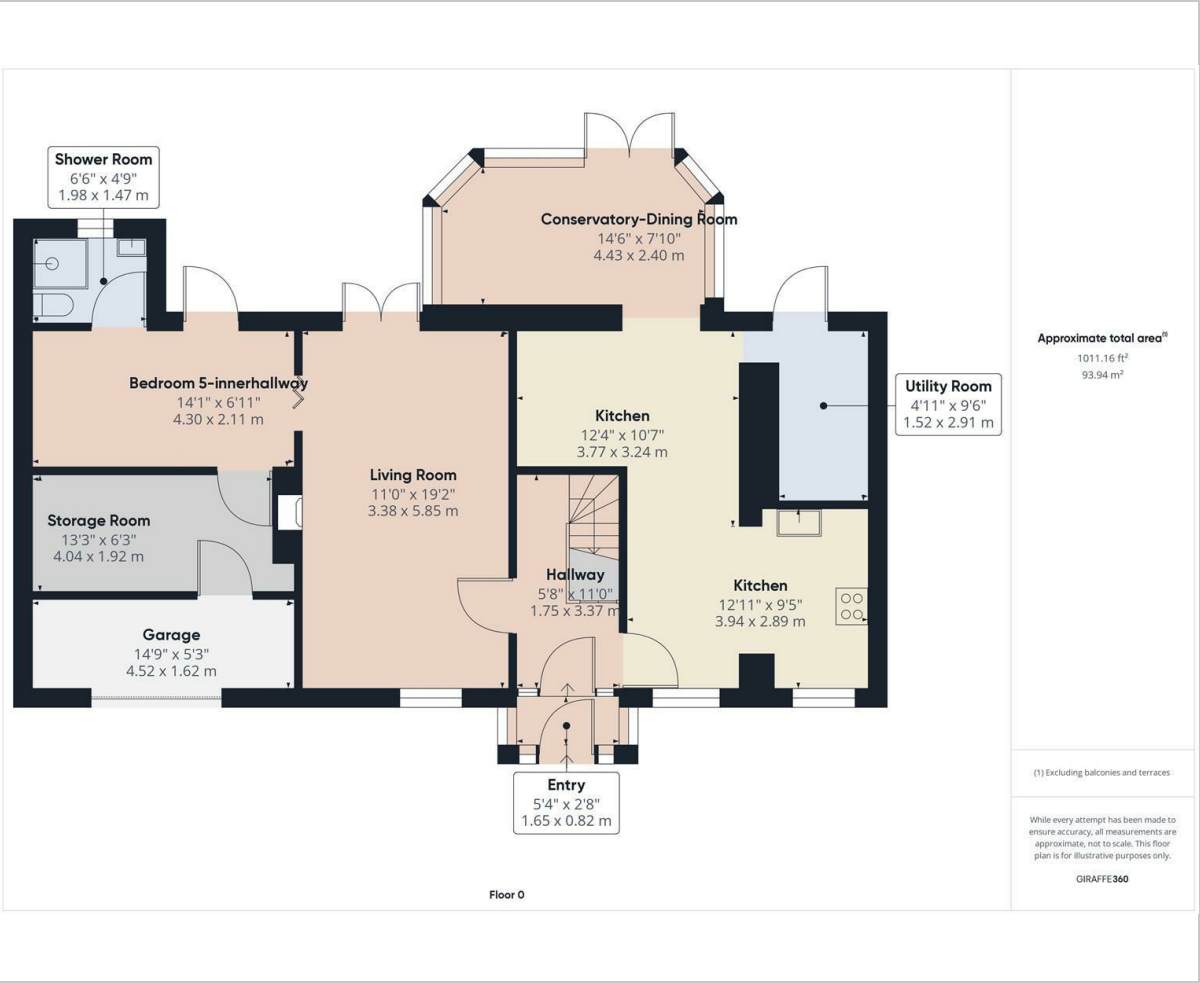 Shower Room
6'6" x 4'9"
1.98 x 1.47 m
Conservatory-Dining Room
14'6" x 7'10"
4.43 x 2.40 m
Bedroom 5-innerhallway
14'1" x 6'11"
4.30 x 2.11 m
Kitchen
12'4" x 10'7"
3.77 x 3.24 m
Utility Room
4'11" x 9'6"
1.52 x 2.91 m
Living Room
11'0" x 19'2"
3.38 x 5.85 m
Storage Room
13'3" x 6'3"
4.04 x 1.92 m
Hallway
5'8" x 11'0"
1.75 x 3.37 m
Kitchen
12'11" x 9'5"
3.94 x 2.89 m
Garage
14'9" x 5'3"
4.52 x 1.62 m
Entry
5'4" x 2'8"
1.65 x 0.82 m
Floor 0
Approximate total area(1)
1011.16 ft²
93.94 m²
(1) Excluding balconies and terraces
While every attempt has been made to
ensure accuracy, all measurements are
approximate, not to scale. This floor
plan is for illustrative purposes only.
GIRAFFE360